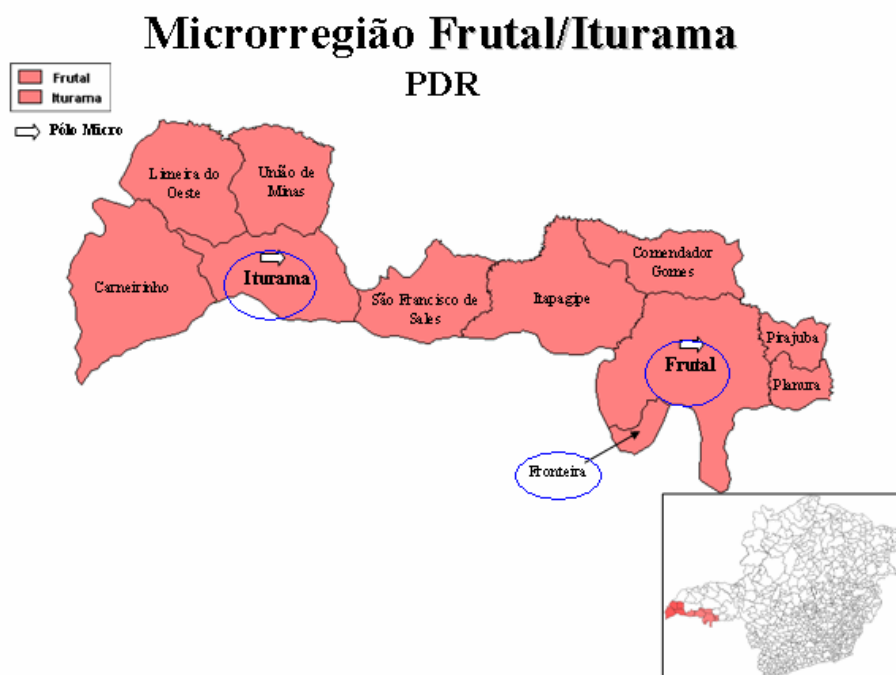 Microrregião Frutal/Iturama
PDR
Frutal
Iturama
Pólo Micro
Limeira do
Oeste
União de
Minas
Carneirinho
Iturama
São Francisco de
Sales
Itapagipe
Comendador
Gomes
Frutal
Pirajuba
Planura
Fronteira